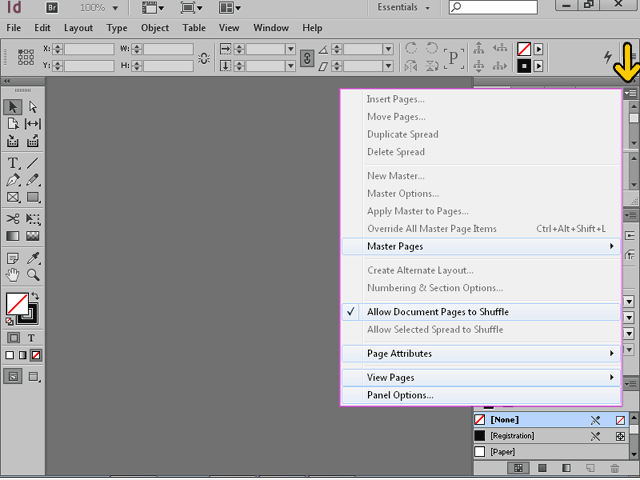 Id Br 100% Essentials
File Edit Layout Type Object Table View Window Help
X: W:
Y: H:
P
Insert Pages...
Move Pages...
Duplicate Spread
Delete Spread
New Master...
Master Options...
Apply Master to Pages...
Override All Master Page Items Ctrl+Alt+Shift+L
Master Pages
Create Alternate Layout...
Numbering & Section Options...
Allow Document Pages to Shuffle
Allow Selected Spread to Shuffle
Page Attributes
View Pages
Panel Options...
T
T
[None]
[Registration]
[Paper]